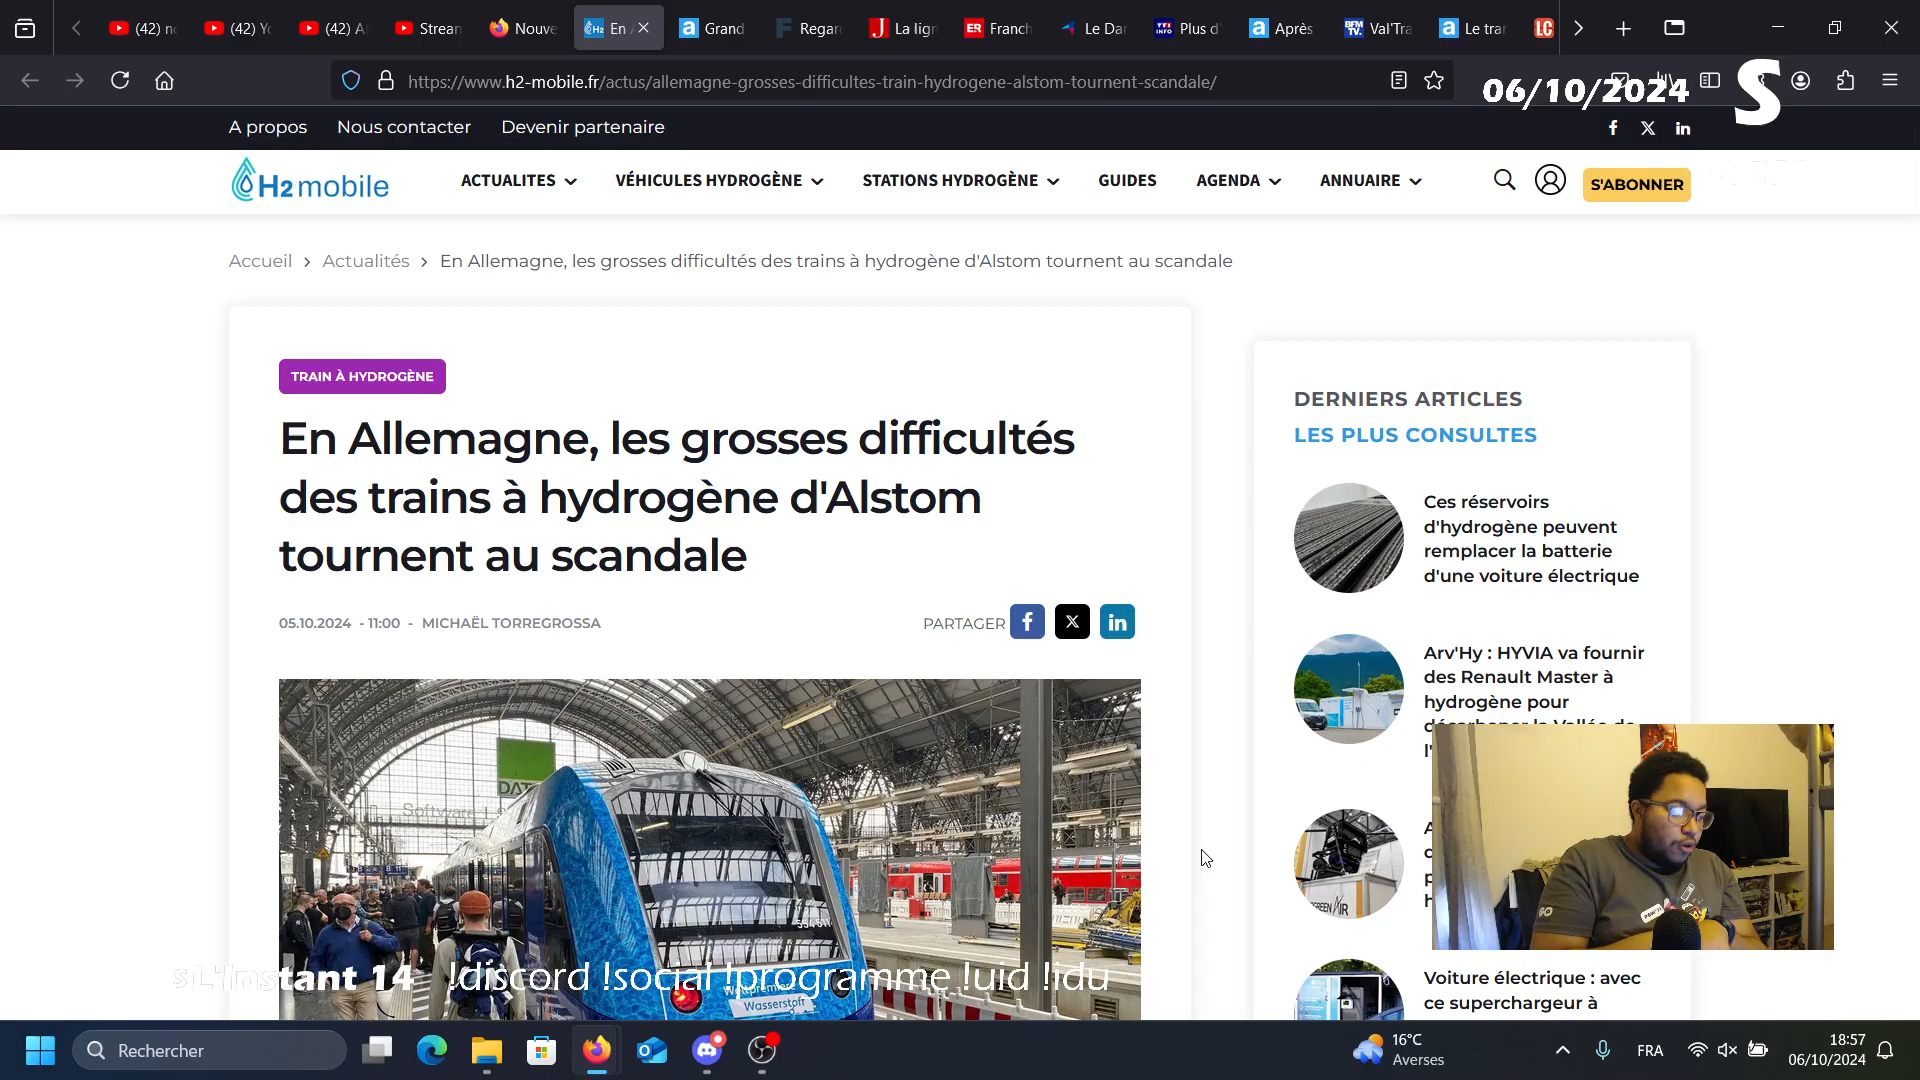 (42) n
(42) Y
(42) A
Strean
Nouve
En
Grand
Regar
La lign
Franch
Le Da
Plus d'
Après
Val'Tra
Le trar
https://www.h2-mobile.fr/actus/allemagne-grosses-difficultes-train-hydrogene-alstom-tournent-scandale/
06/10/2024
S
A propos
Nous contacter
Devenir partenaire
H2 mobile
ACTUALITES
VÉHICULES HYDROGÈNE
STATIONS HYDROGÈNE
GUIDES
AGENDA
ANNUAIRE
S'ABONNER
Accueil > Actualités > En Allemagne, les grosses difficultés des trains à hydrogène d'Alstom tournent au scandale
TRAIN À HYDROGÈNE
En Allemagne, les grosses difficultés
des trains à hydrogène d'Alstom
tournent au scandale
05.10.2024 - 11:00 - MICHAËL TORREGROSSA
PARTAGER
DERNIERS ARTICLES
LES PLUS CONSULTES
Ces réservoirs
d'hydrogène peuvent
remplacer la batterie
d'une voiture électrique
Arv'Hy : HYVIA va fournir
des Renault Master à
hydrogène pour
décarboner la Vallée de
l'
Voiture électrique : avec
ce superchargeur à
DAT
Software
Wasserstoff
L'instant 14 !discord !social !programme !uid !idu
Rechercher
16°C
Averses
FRA
18:57
06/10/2024